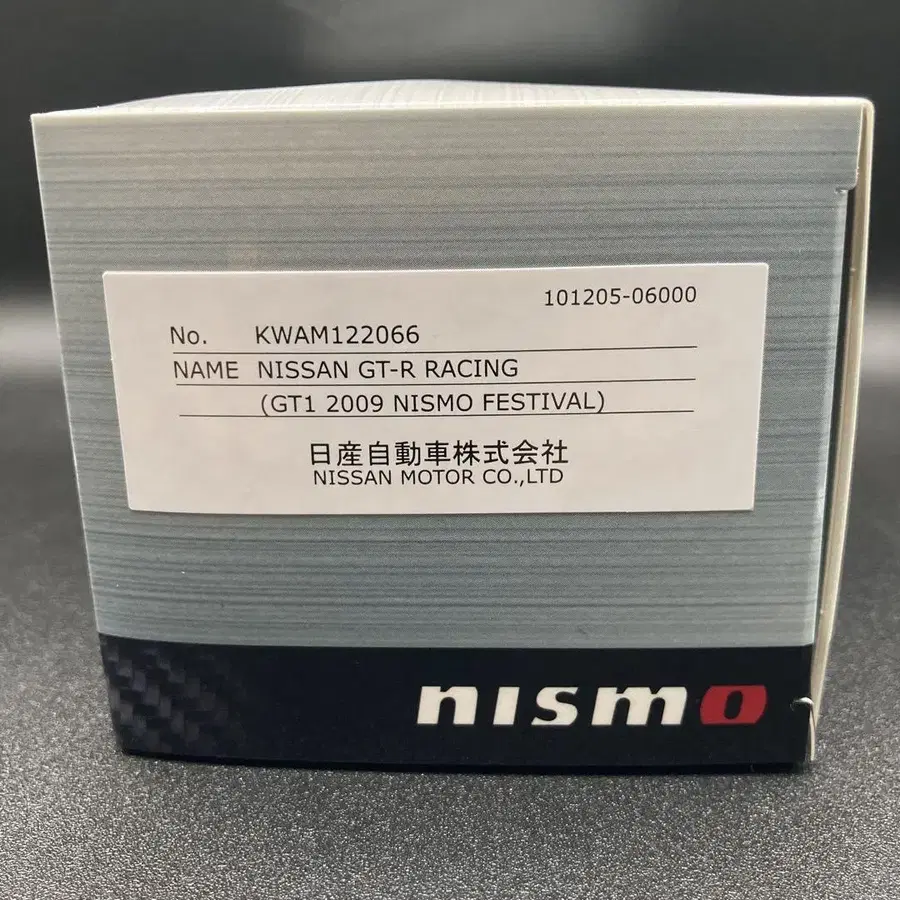 101205-06000
No. KWAM122066
NAME NISSAN GT-R RACING
(GT1 2009 NISMO FESTIVAL)
日産自動車株式会社
NISSAN MOTOR CO.,LTD
nismo